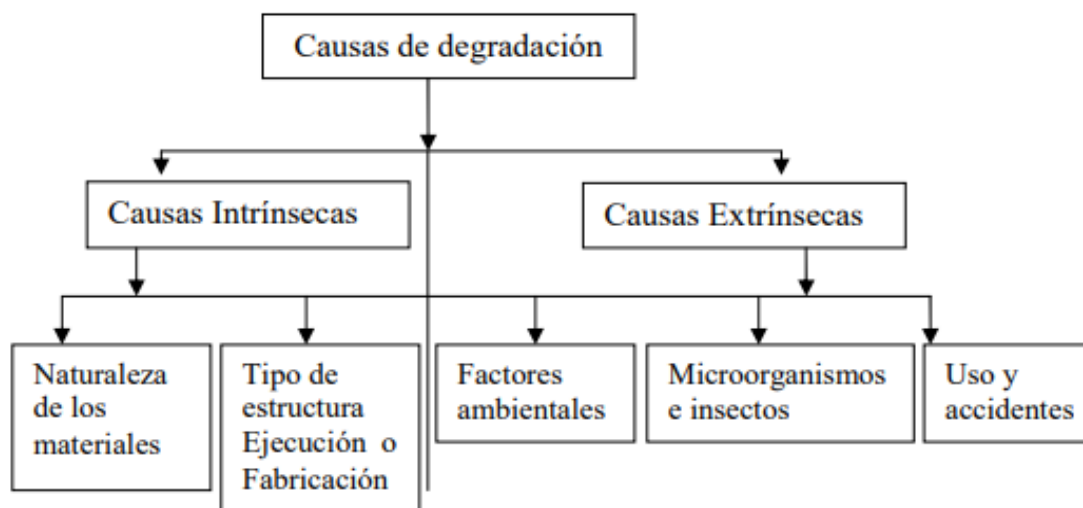 Causas de degradación
Causas Intrínsecas
Causas Extrínsecas
Naturaleza
de los
materiales
Tipo de
estructura
Ejecución o
Fabricación
Factores
ambientales
Microorganismos
e insectos
Uso y
accidentes